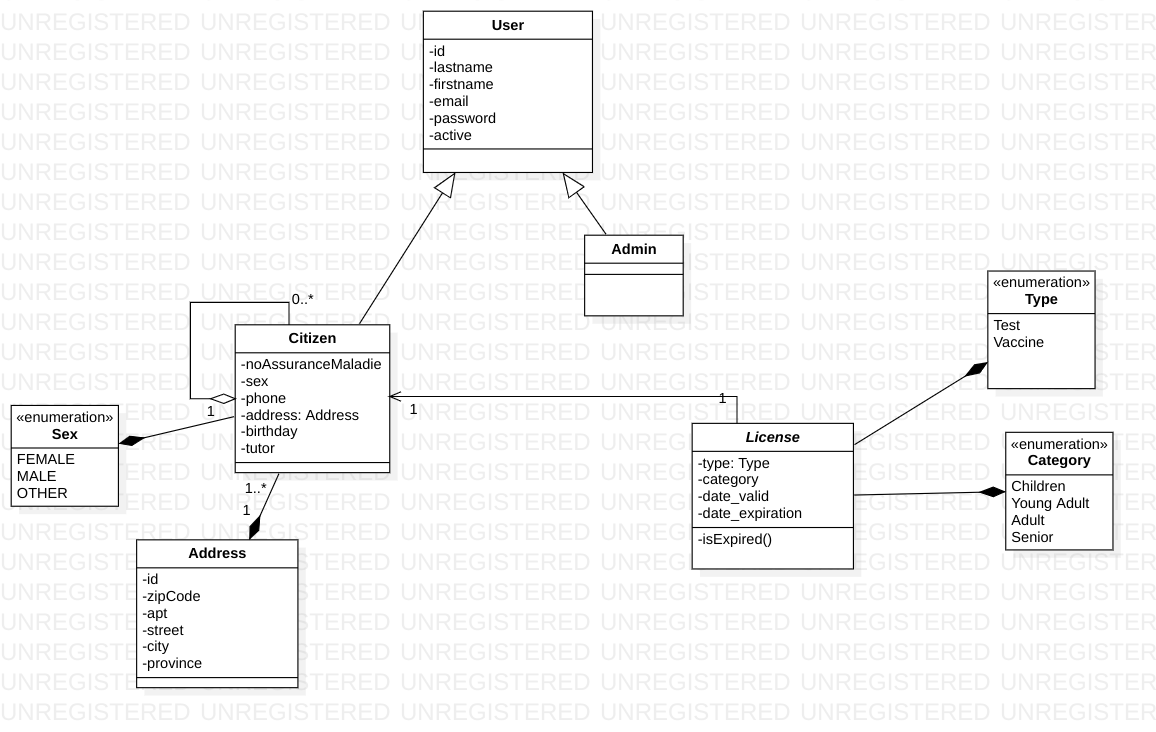 User
-id
-lastname
-firstname
-email
-password
-active
Admin
«enumeration»
Type
Test
Vaccine
0..*
Citizen
-noAssuranceMaladie
-sex
-phone
-address: Address
-birthday
-tutor
1
1
1
«enumeration»
Sex
FEMALE
MALE
OTHER
License
-type: Type
-category
-date_valid
-date_expiration
-isExpired()
«enumeration»
Category
Children
Young Adult
Adult
Senior
1..*
1
Address
-id
-zipCode
-apt
-street
-city
-province
UNREGISTERED